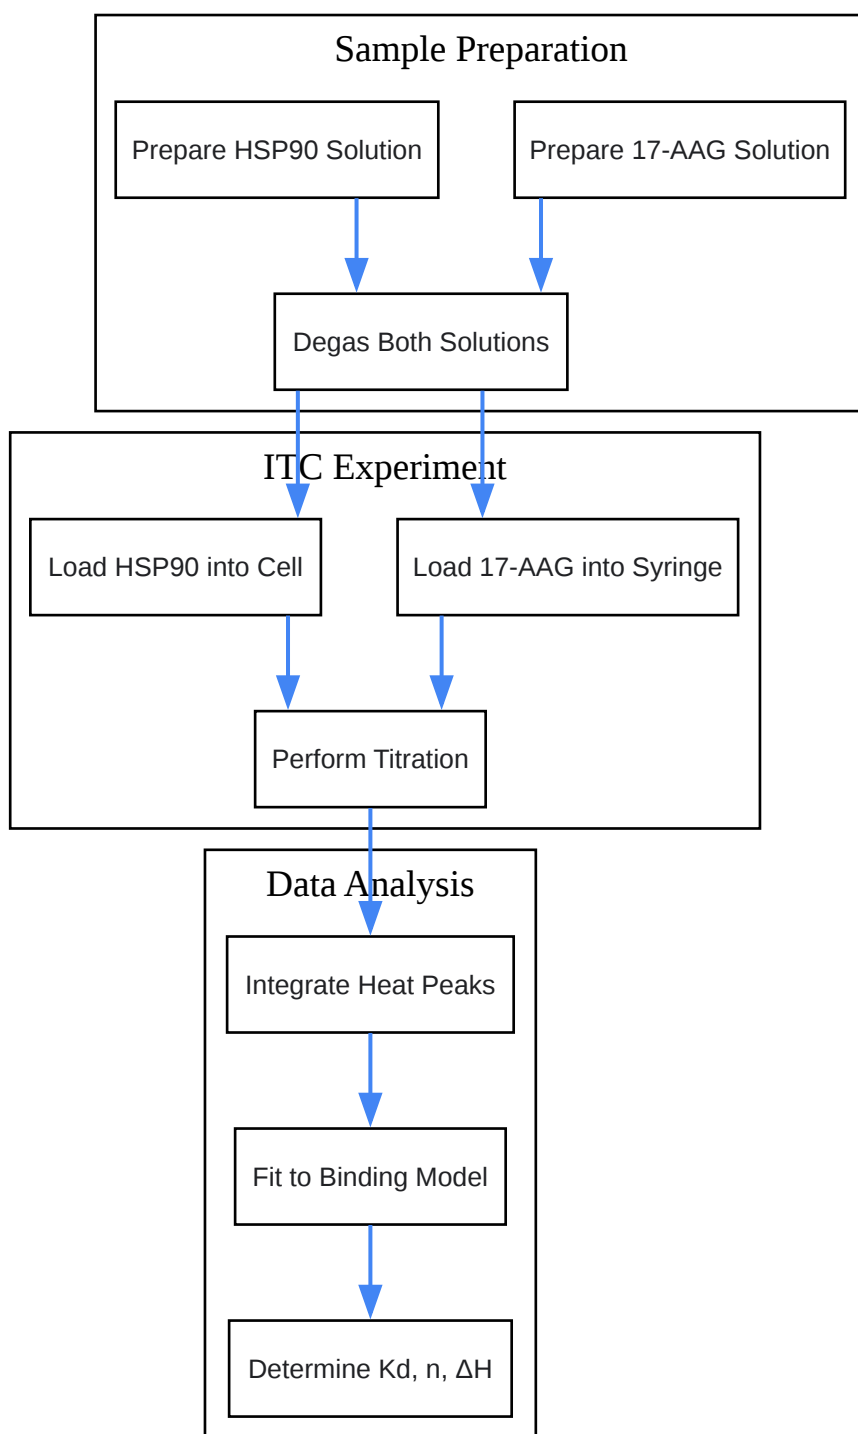 Sample Preparation
Prepare HSP90 Solution
Prepare 17-AAG Solution
Degas Both Solutions
ITC Experiment
Load HSP90 into Cell
Load 17-AAG into Syringe
Perform Titration
Data Analysis
Integrate Heat Peaks
Fit to Binding Model
Determine Kd, n, ΔH